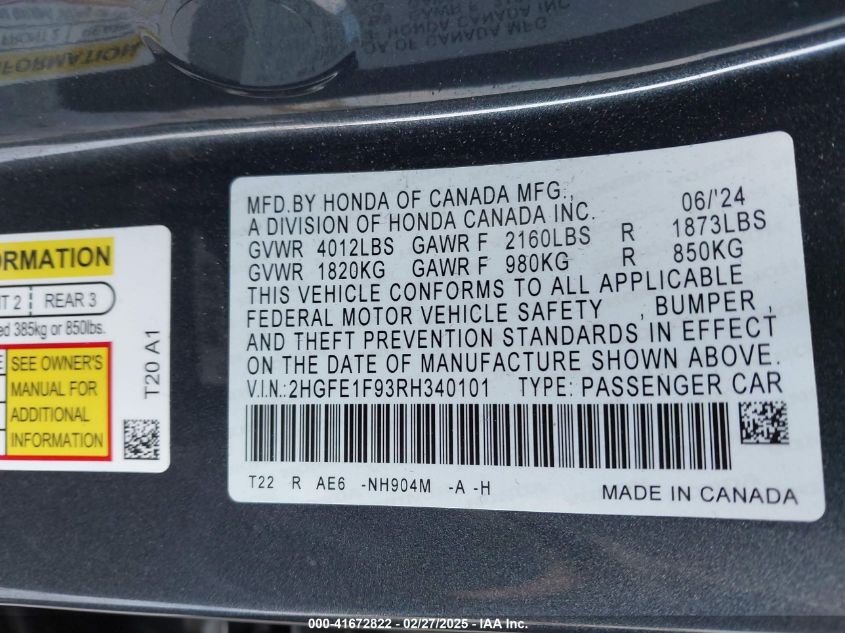 MFD.BY HONDA OF CANADA MFG., 06/'24
A DIVISION OF HONDA CANADA INC.
GVWR 4012LBS GAWR F 2160LBS R 1873LBS
GVWR 1820KG GAWR F 980KG R 850KG
THIS VEHICLE CONFORMS TO ALL APPLICABLE
FEDERAL MOTOR VEHICLE SAFETY , BUMPER ,
AND THEFT PREVENTION STANDARDS IN EFFECT
ON THE DATE OF MANUFACTURE SHOWN ABOVE.
V.I.N.:2HGFE1F93RH340101 TYPE: PASSENGER CAR
T22 R AE6 -NH904M -A -H
MADE IN CANADA
REAR 3
385kg or 850lbs.
SEE OWNER'S
MANUAL FOR
ADDITIONAL
INFORMATION
T20 A1
000-41672822 - 02/27/2025 - IAA Inc.